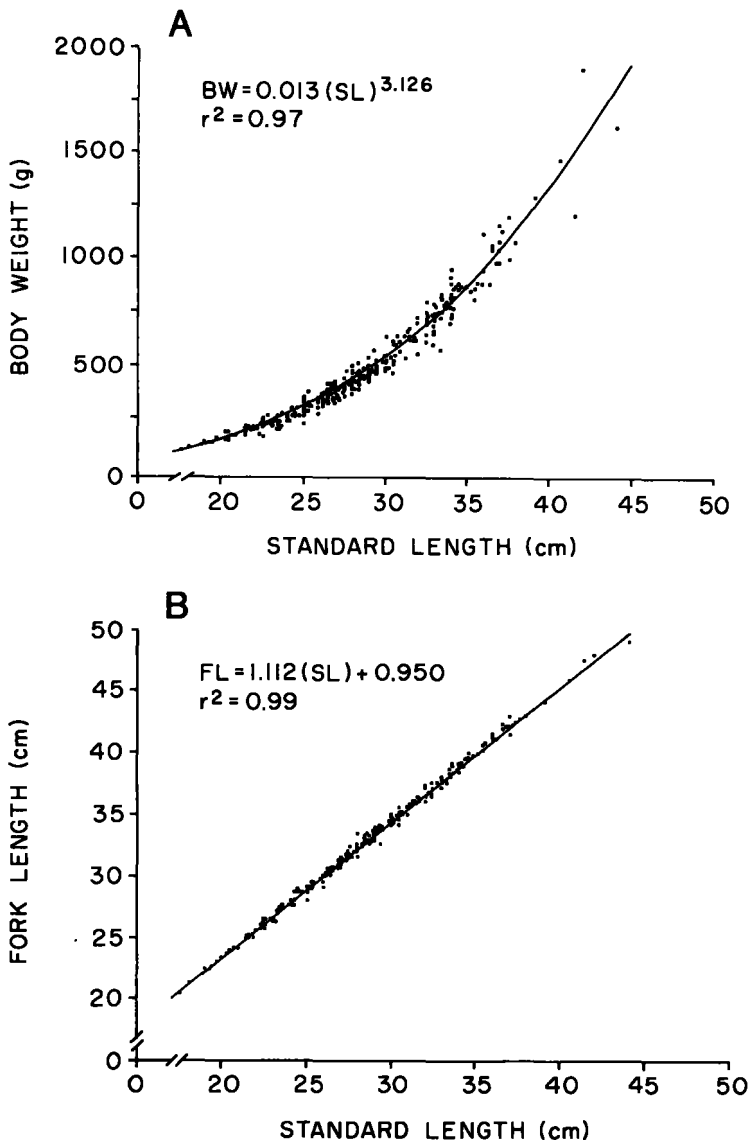 A
BW=0.013(SL)^3.126
r²=0.97
BODY WEIGHT (g)
2000
1500
1000
500
0
0 20 25 30 35 40 45 50
STANDARD LENGTH (cm)
B
FL=1.112(SL)+0.950
r²=0.99
FORK LENGTH (cm)
50
45
40
35
30
25
20
0
0 20 25 30 35 40 45 50
STANDARD LENGTH (cm)